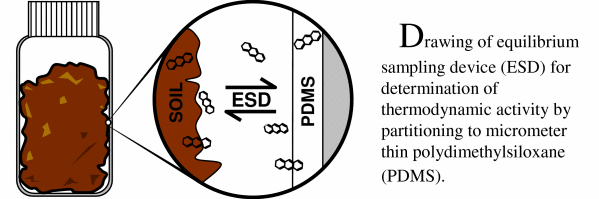 SOIL
ESD
PDMS
Drawing of equilibrium
sampling device (ESD) for
determination of
thermodynamic activity by
partitioning to micrometer
thin polydimethylsiloxane
(PDMS).